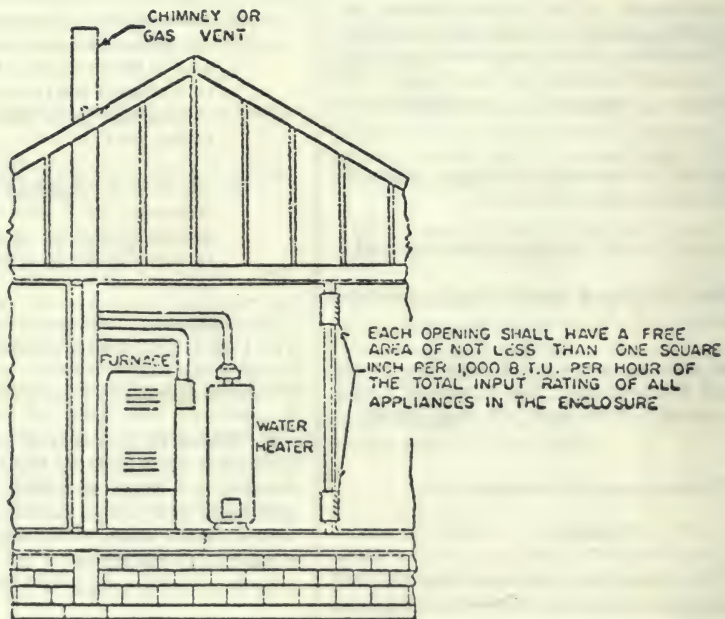 CHIMNEY OR
GAS VENT
FURNACE
WATER
HEATER
EACH OPENING SHALL HAVE A FREE
AREA OF NOT LESS THAN ONE SQUARE
INCH PER 1,000 B.T.U. PER HOUR OF
THE TOTAL INPUT RATING OF ALL
APPLIANCES IN THE ENCLOSURE